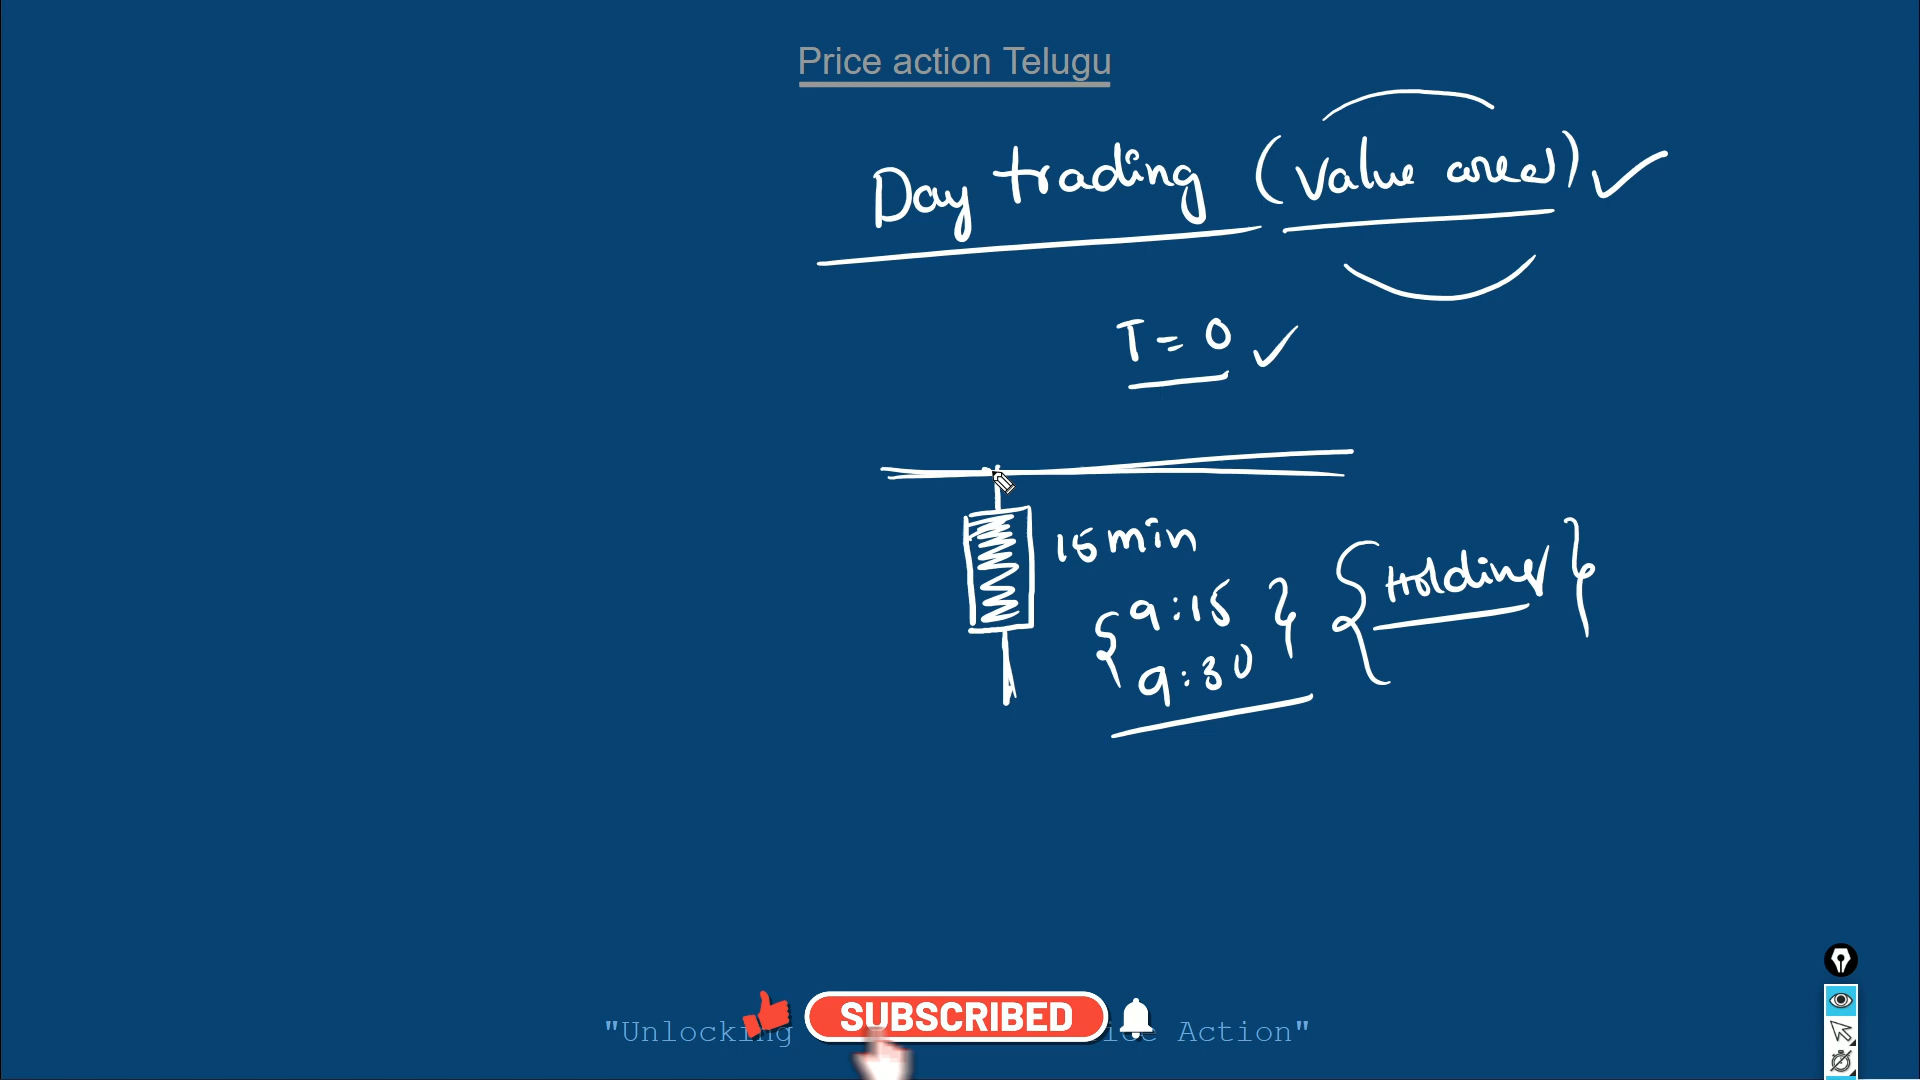 Price action Telugu
Day trading (value area)
T = 0
15 min
{ 9:15 } { Holding }
9:30
"Unlocking SUBSCRIBED Action"